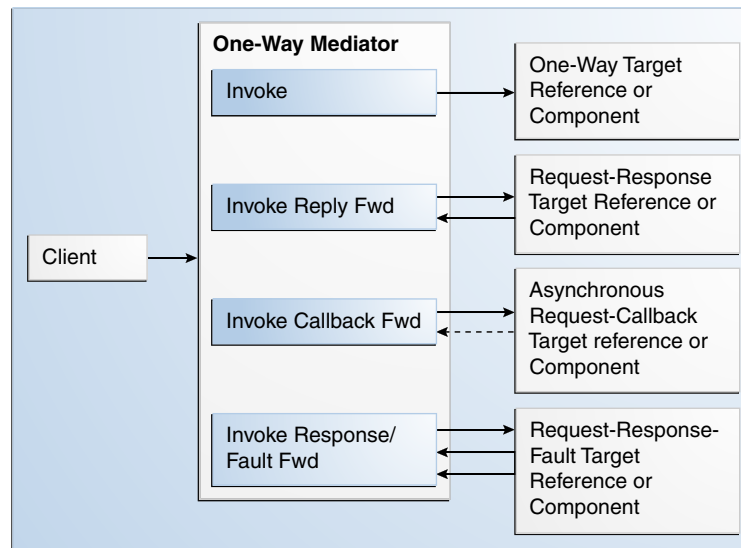 One-Way Mediator
Invoke
One-Way Target
Reference or
Component
Invoke Reply Fwd
Request-Response
Target Reference or
Component
Client
Invoke Callback Fwd
Asynchronous
Request-Callback
Target reference or
Component
Invoke Response/
Fault Fwd
Request-Response-
Fault Target
Reference or
Component